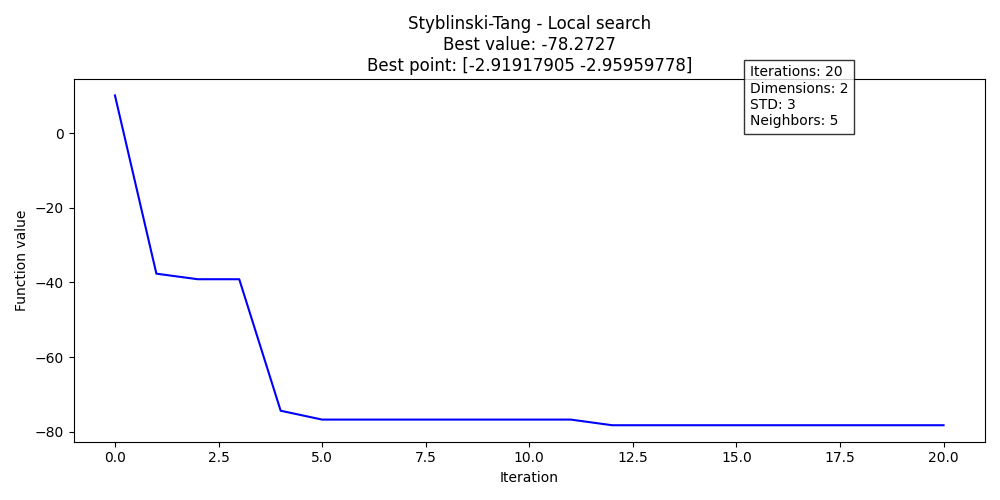 Styblinski-Tang - Local search
Best value: -78.2727
Best point: [-2.91917905 -2.95959778]
Iterations: 20
Dimensions: 2
STD: 3
Neighbors: 5
Function value
0
−20
−40
−60
−80
0.0 2.5 5.0 7.5 10.0 12.5 15.0 17.5 20.0
Iteration